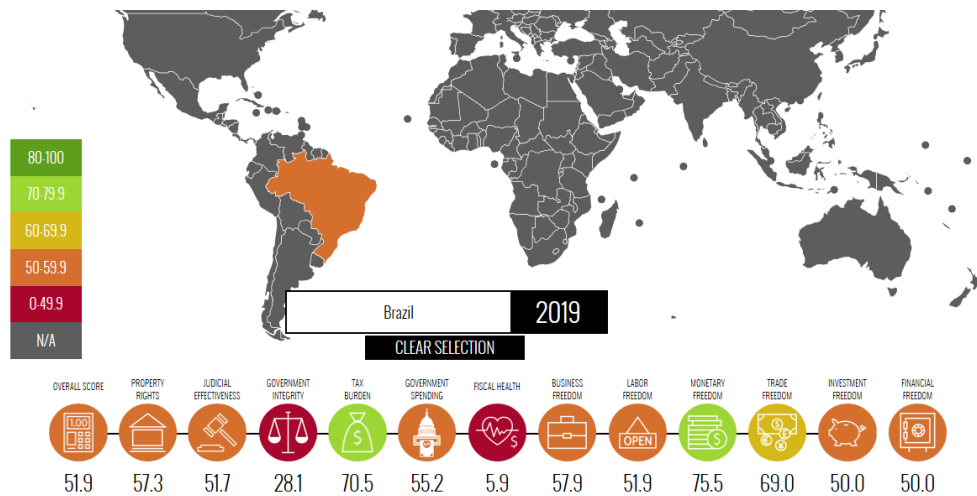 80-100
70-79.9
60-69.9
50-59.9
0-49.9
N/A
Brazil
2019
CLEAR SELECTION
OVERALL SCORE
PROPERTY
RIGHTS
JUDICIAL
EFFECTIVENESS
GOVERNMENT
INTEGRITY
TAX
BURDEN
GOVERNMENT
SPENDING
FISCAL HEALTH
BUSINESS
FREEDOM
LABOR
FREEDOM
MONETARY
FREEDOM
TRADE
FREEDOM
INVESTMENT
FREEDOM
FINANCIAL
FREEDOM
1.00
$
$
OPEN
$
$
€
¥
£
51.9
57.3
51.7
28.1
70.5
55.2
5.9
57.9
51.9
75.5
69.0
50.0
50.0